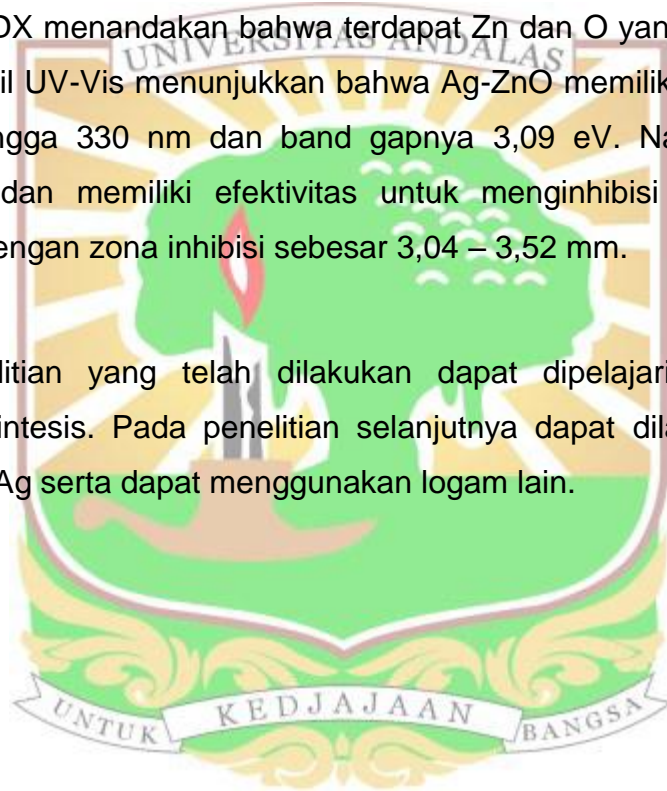 UNIVERSITAS ANDALAS
DX menandakan bahwa terdapat Zn dan O yan
il UV-Vis menunjukkan bahwa Ag-ZnO memilik
ngga 330 nm dan band gapnya 3,09 eV. Na
dan memiliki efektivitas untuk menginhibisi
engan zona inhibisi sebesar 3,04 – 3,52 mm.
litian yang telah dilakukan dapat dipelajari
intesis. Pada penelitian selanjutnya dapat dila
Ag serta dapat menggunakan logam lain.
UNTUK KEDJAJAAN BANGSA